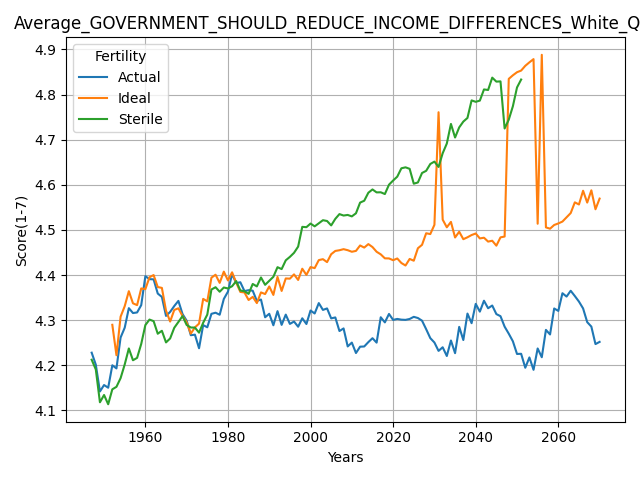 Average_GOVERNMENT_SHOULD_REDUCE_INCOME_DIFFERENCES_White_Q
Fertility
Actual
Ideal
Sterile
Score(1-7)
4.9
4.8
4.7
4.6
4.5
4.4
4.3
4.2
4.1
1960 1980 2000 2020 2040 2060
Years